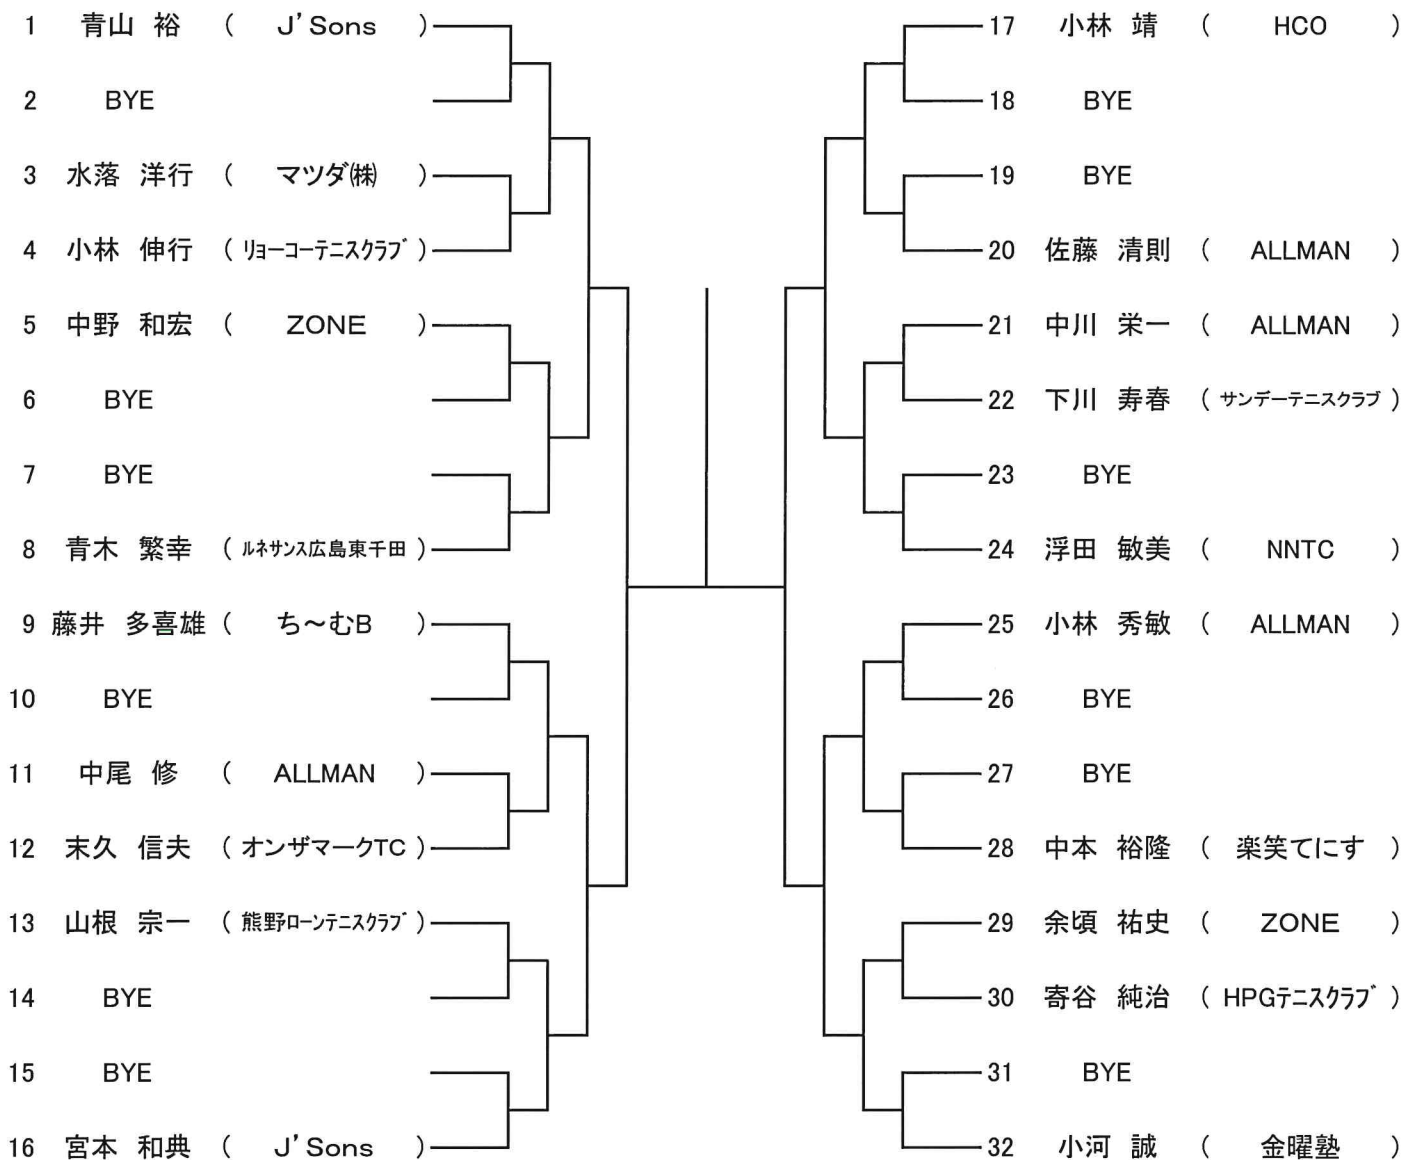 1 青山 裕 ( J'Sons )
2 BYE
3 水落 洋行 ( マツダ㈱ )
4 小林 伸行 ( ﾘｮｰｺｰﾃﾆｽｸﾗﾌﾞ )
5 中野 和宏 ( ZONE )
6 BYE
7 BYE
8 青木 繁幸 ( ﾙﾈｻﾝｽ広島東千田 )
9 藤井 多喜雄 ( ち～むB )
10 BYE
11 中尾 修 ( ALLMAN )
12 末久 信夫 ( オンザマークTC )
13 山根 宗一 ( 熊野ﾛｰﾝﾃﾆｽｸﾗﾌﾞ )
14 BYE
15 BYE
16 宮本 和典 ( J'Sons )
17 小林 靖 ( HCO )
18 BYE
19 BYE
20 佐藤 清則 ( ALLMAN )
21 中川 栄一 ( ALLMAN )
22 下川 寿春 ( サンデーテニスクラブ )
23 BYE
24 浮田 敏美 ( NNTC )
25 小林 秀敏 ( ALLMAN )
26 BYE
27 BYE
28 中本 裕隆 ( 楽笑てにす )
29 余頃 祐史 ( ZONE )
30 寄谷 純治 ( HPGﾃﾆｽｸﾗﾌﾞ )
31 BYE
32 小河 誠 ( 金曜塾 )